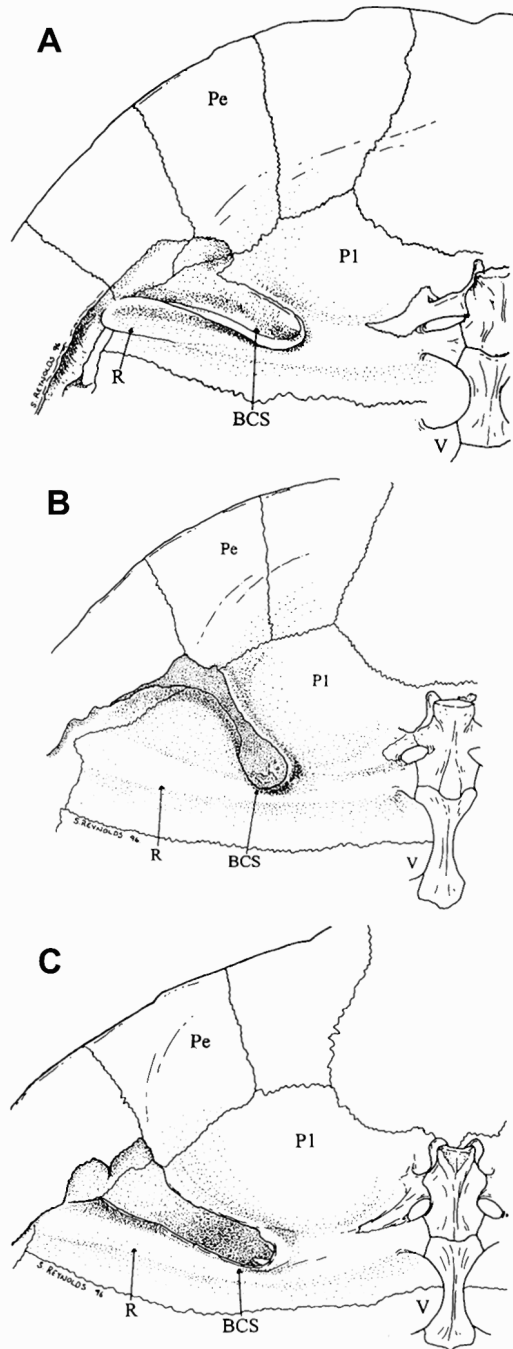 A
Pe
P1
R
BCS
V
S. REYNOLDS 96
B
Pe
P1
R
BCS
V
S. REYNOLDS 96
C
Pe
P1
R
BCS
V
S. REYNOLDS 96